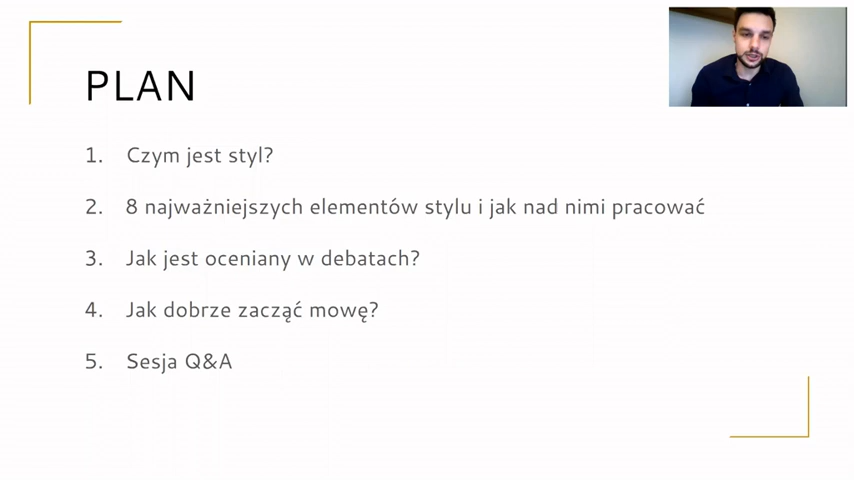 PLAN
1. Czym jest styl?
2. 8 najważniejszych elementów stylu i jak nad nimi pracować
3. Jak jest oceniany w debatach?
4. Jak dobrze zacząć mowę?
5. Sesja Q&A